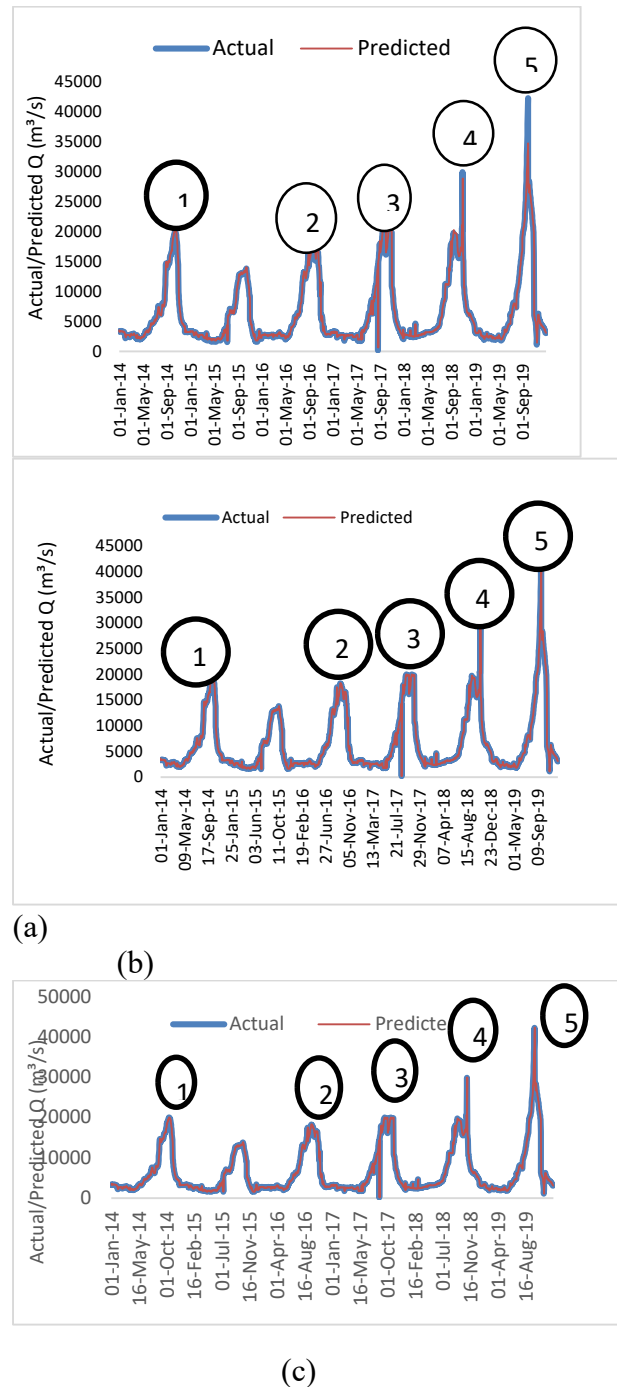 Actual Predicted
5
45000
40000
4
35000
30000
1
3
25000
2
20000
15000
10000
5000
0
Actual/Predicted Q (m³/s)
01-Jan-14
01-May-14
01-Sep-14
01-Jan-15
01-May-15
01-Sep-15
01-Jan-16
01-May-16
01-Sep-16
01-Jan-17
01-May-17
01-Sep-17
01-Jan-18
01-May-18
01-Sep-18
01-Jan-19
01-May-19
01-Sep-19
Actual Predicted
5
45000
40000
4
35000
30000
1
2
3
25000
20000
15000
10000
5000
0
Actual/Predicted Q (m³/s)
01-Jan-14
09-May-14
17-Sep-14
25-Jan-15
03-Jun-15
11-Oct-15
19-Feb-16
27-Jun-16
05-Nov-16
13-Mar-17
21-Jul-17
29-Nov-17
07-Apr-18
15-Aug-18
23-Dec-18
01-May-19
09-Sep-19
(a)
(b)
50000
Actual Predicte
5
4
40000
3
1
2
30000
20000
10000
0
Actual/Predicted Q (m³/s)
01-Jan-14
16-May-14
01-Oct-14
16-Feb-15
01-Jul-15
16-Nov-15
01-Apr-16
16-Aug-16
01-Jan-17
16-May-17
01-Oct-17
16-Feb-18
01-Jul-18
16-Nov-18
01-Apr-19
16-Aug-19
(c)